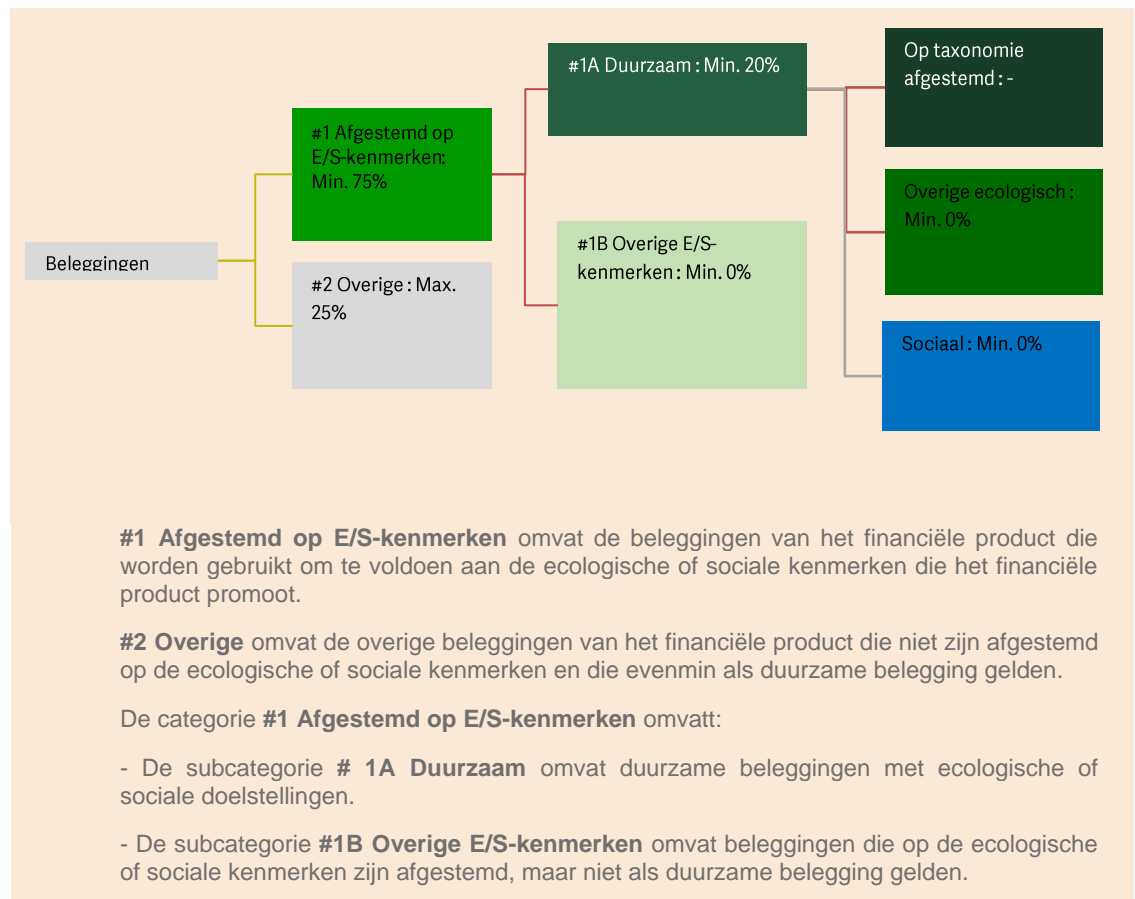 Beleggingen
#1 Afgestemd op
E/S-kenmerken:
Min. 75%
#2 Overige : Max.
25%
#1A Duurzaam : Min. 20%
#1B Overige E/S-
kenmerken : Min. 0%
Op taxonomie
afgestemd : -
Overige ecologisch :
Min. 0%
Sociaal : Min. 0%
#1 Afgestemd op E/S-kenmerken omvat de beleggingen van het financiële product die
worden gebruikt om te voldoen aan de ecologische of sociale kenmerken die het financiële
product promoot.
#2 Overige omvat de overige beleggingen van het financiële product die niet zijn afgestemd
op de ecologische of sociale kenmerken en die evenmin als duurzame belegging gelden.
De categorie #1 Afgestemd op E/S-kenmerken omvatt:
- De subcategorie # 1A Duurzaam omvat duurzame beleggingen met ecologische of
sociale doelstellingen.
- De subcategorie #1B Overige E/S-kenmerken omvat beleggingen die op de ecologische
of sociale kenmerken zijn afgestemd, maar niet als duurzame belegging gelden.